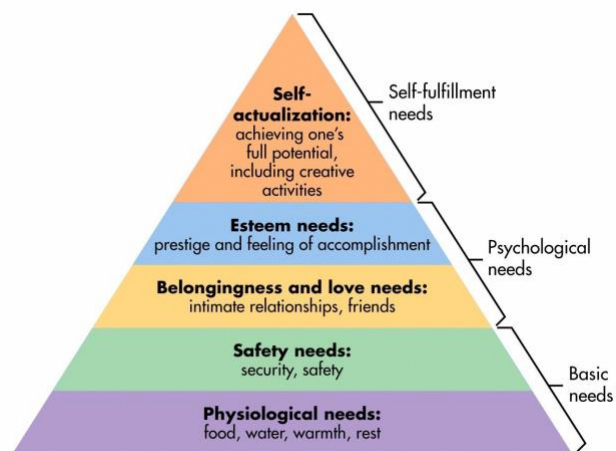 Self-
actualization:
achieving one's
full potential,
including creative
activities
Self-fulfillment
needs
Esteem needs:
prestige and feeling of accomplishment
Belongingness and love needs:
intimate relationships, friends
Psychological
needs
Safety needs:
security, safety
Physiological needs:
food, water, warmth, rest
Basic
needs